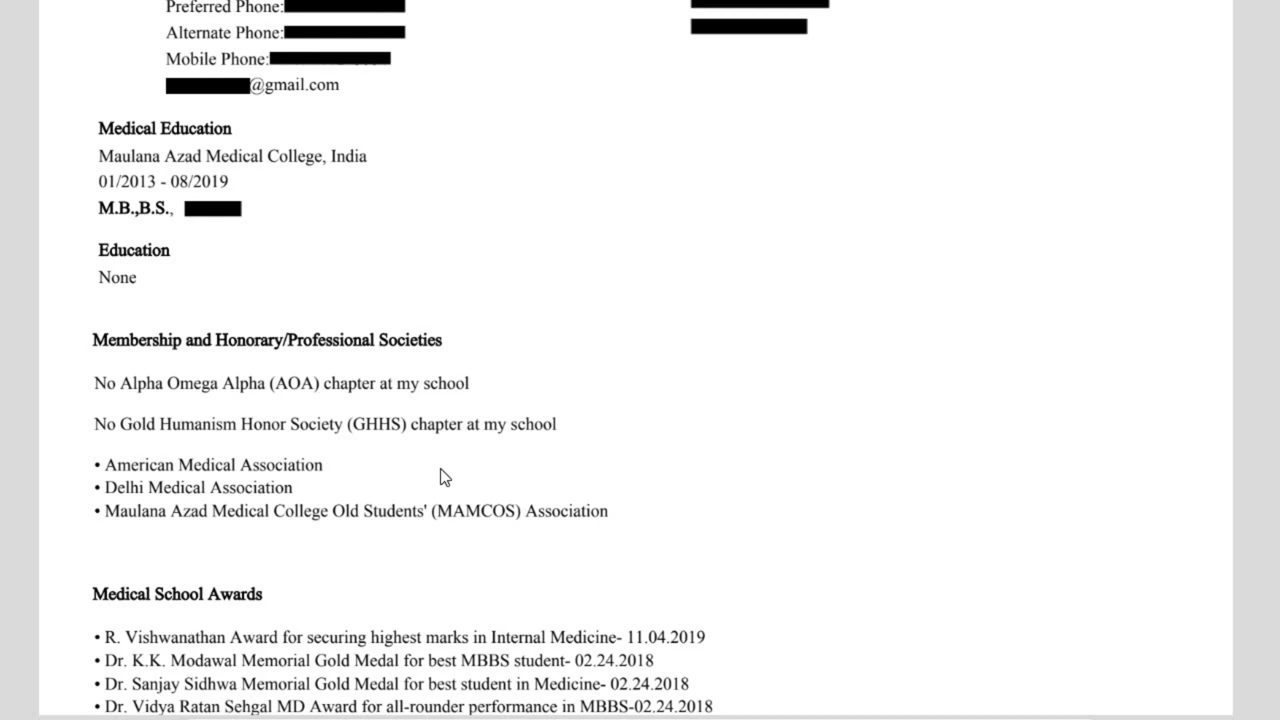 Preferred Phone:
Alternate Phone:
Mobile Phone:
@gmail.com
Medical Education
Maulana Azad Medical College, India
01/2013 - 08/2019
M.B.,B.S.,
Education
None
Membership and Honorary/Professional Societies
No Alpha Omega Alpha (AOA) chapter at my school
No Gold Humanism Honor Society (GHHS) chapter at my school
• American Medical Association
• Delhi Medical Association
• Maulana Azad Medical College Old Students' (MAMCOS) Association
Medical School Awards
• R. Vishwanathan Award for securing highest marks in Internal Medicine- 11.04.2019
• Dr. K.K. Modawal Memorial Gold Medal for best MBBS student- 02.24.2018
• Dr. Sanjay Sidhwa Memorial Gold Medal for best student in Medicine- 02.24.2018
• Dr. Vidya Ratan Sehgal MD Award for all-rounder performance in MBBS-02.24.2018